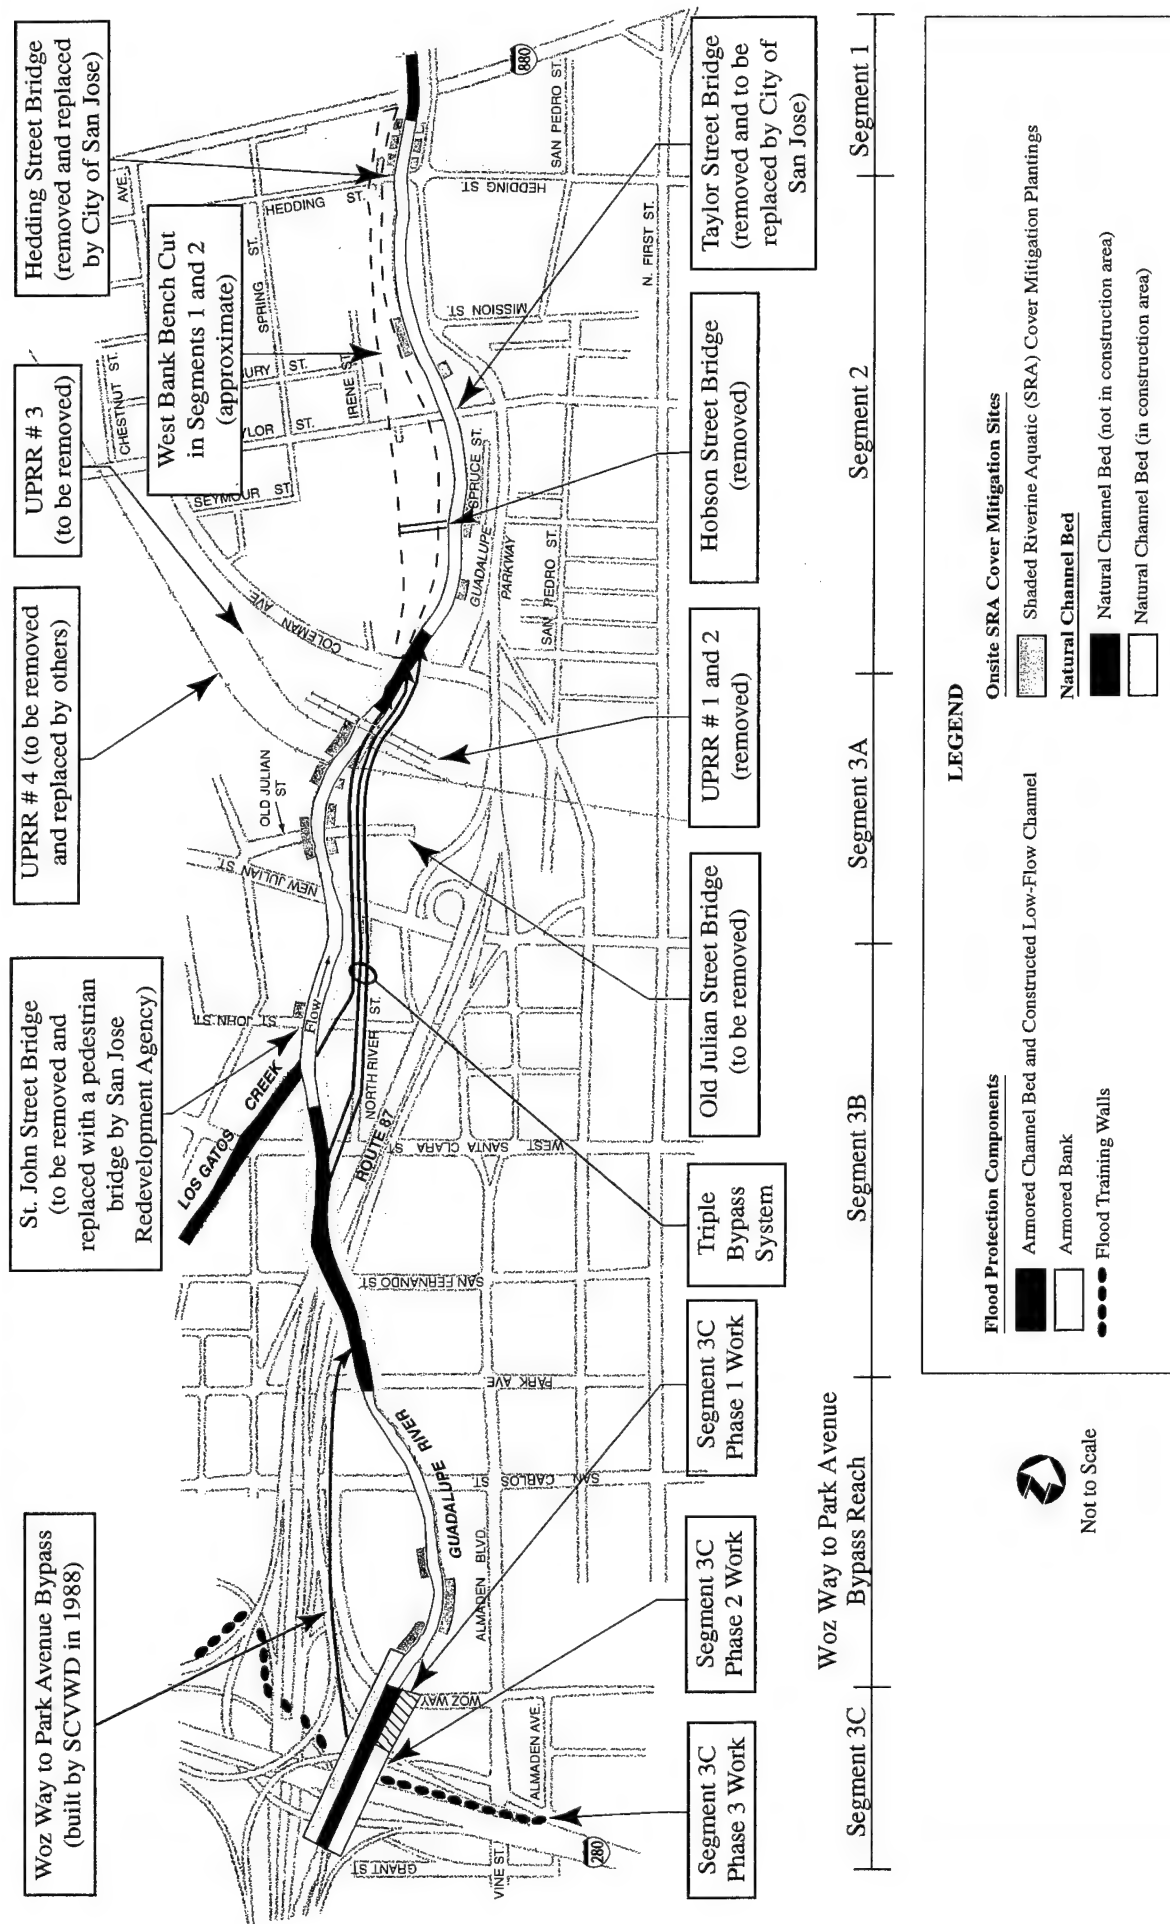 Woz Way to Park Avenue Bypass
(built by SCVWD in 1988)
St. John Street Bridge
(to be removed and
replaced with a pedestrian
bridge by San Jose
Redevelopment Agency)
UPRR # 4 (to be removed
and replaced by others)
UPRR # 3
(to be removed)
West Bank Bench Cut
in Segments 1 and 2
(approximate)
Hedding Street Bridge
(removed and replaced
by City of San Jose)
LOS GATOS CREEK
Flow
ST. JOHN ST.
NEW JULIAN ST.
OLD JULIAN
ST
COLEMAN AVE
CHESTNUT ST.
SEYMOUR ST.
YLOR ST.
URY ST.
IRENE ST.
SPRING ST.
HEDDING ST.
AVE.
GUADALUPE RIVER
ROUTE 87
NORTH RIVER ST.
WEST SANTA CLARA ST.
SAN FERNANDO ST.
PARK AVE
SAN CARLOS ST.
ALMADEN BLVD.
WOZ WAY
ALMADEN AVE.
VINE ST.
GRANT ST.
280
GUADALUPE PARKWAY
SPRUCE ST.
SAN PEDRO ST.
MISSION ST.
HEDDING ST.
SAN PEDRO ST.
N. FIRST ST.
880
Segment 3C
Phase 3 Work
Segment 3C
Phase 2 Work
Segment 3C
Phase 1 Work
Triple
Bypass
System
Old Julian Street Bridge
(to be removed)
UPRR # 1 and 2
(removed)
Hobson Street Bridge
(removed)
Taylor Street Bridge
(removed and to be
replaced by City of
San Jose)
Segment 3C
Woz Way to Park Avenue
Bypass Reach
Segment 3B
Segment 3A
Segment 2
Segment 1
Not to Scale
LEGEND
Flood Protection Components
Armored Channel Bed and Constructed Low-Flow Channel
Armored Bank
Flood Training Walls
Onsite SRA Cover Mitigation Sites
Shaded Riverine Aquatic (SRA) Cover Mitigation Plantings
Natural Channel Bed
Natural Channel Bed (not in construction area)
Natural Channel Bed (in construction area)